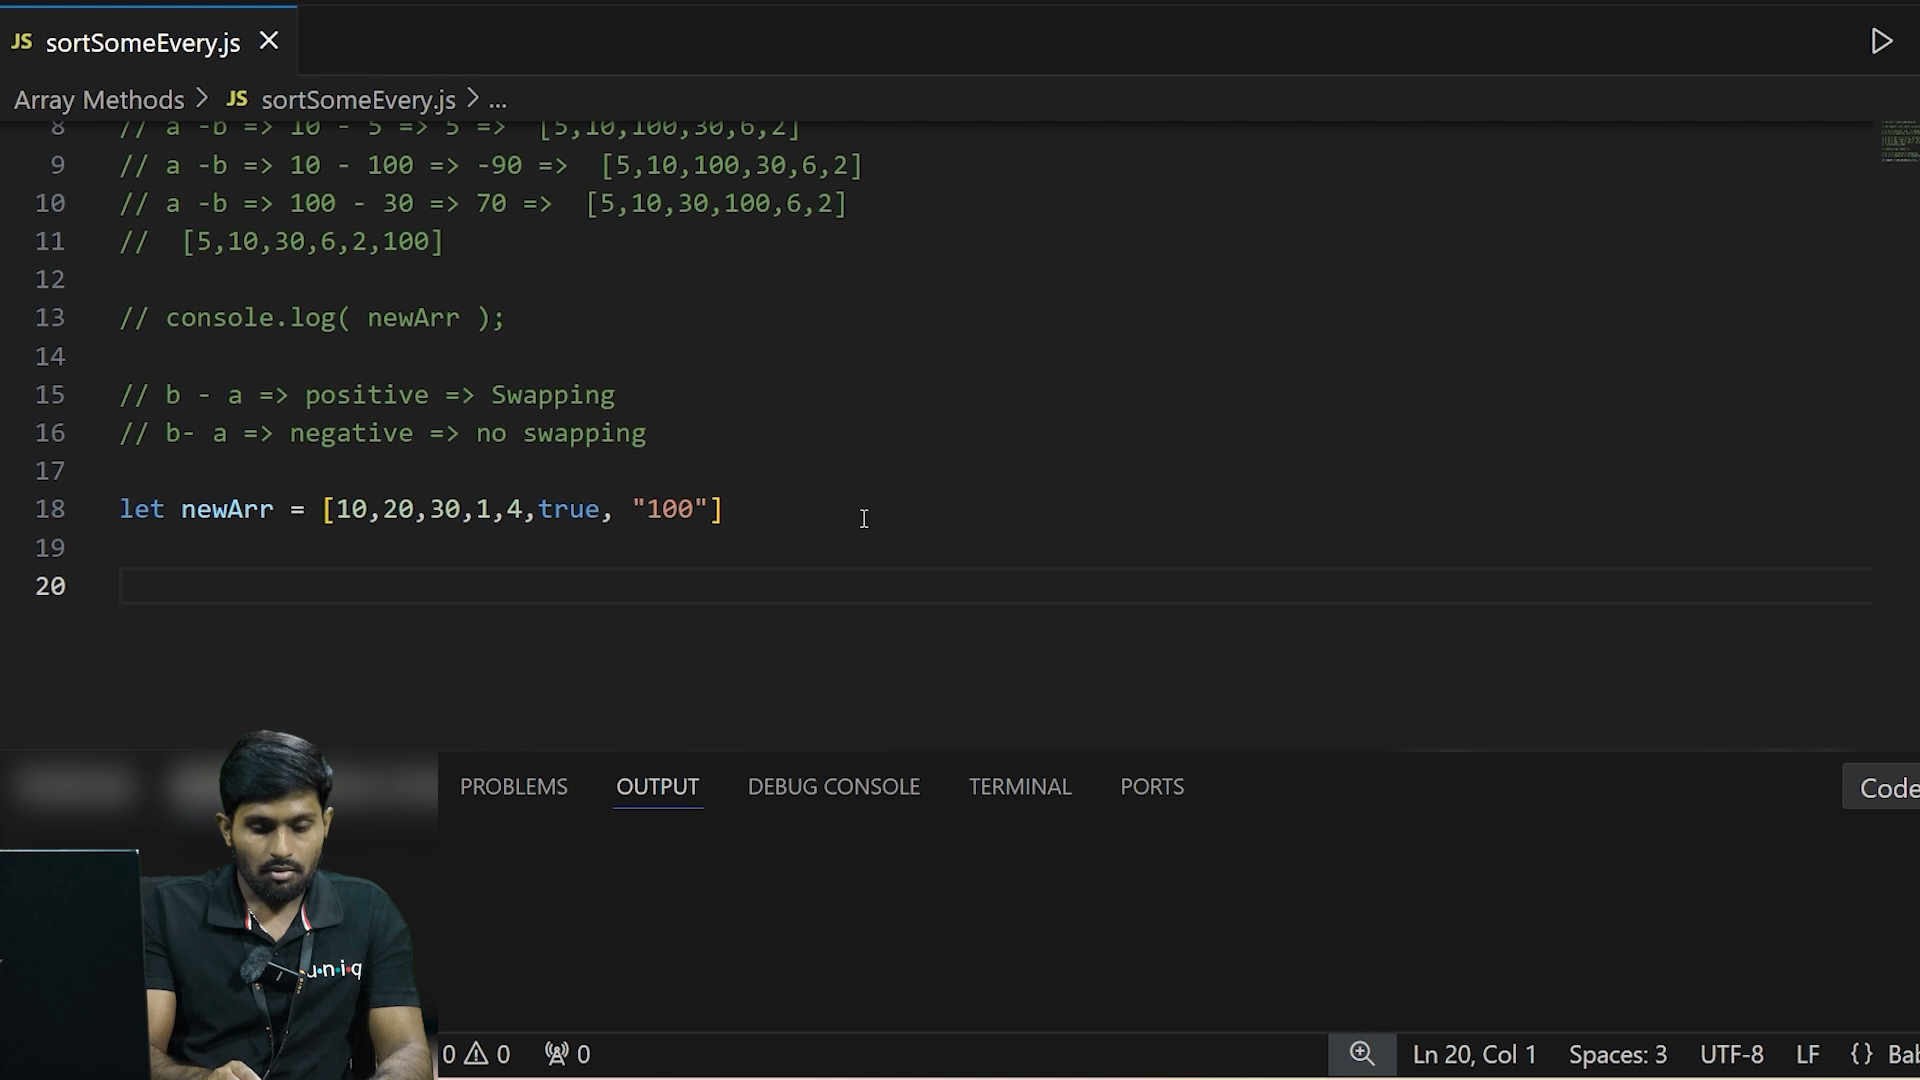 JS sortSomeEvery.js
Array Methods > JS sortSomeEvery.js > ...
8 // a -b => 10 - 5 => 5 =>  [5,10,100,30,6,2]
9 // a -b => 10 - 100 => -90 =>  [5,10,100,30,6,2]
10 // a -b => 100 - 30 => 70 =>  [5,10,30,100,6,2]
11 //  [5,10,30,6,2,100]
12
13 // console.log( newArr );
14
15 // b - a => positive => Swapping
16 // b- a => negative => no swapping
17
18 let newArr = [10,20,30,1,4,true, "100"]
19
20
PROBLEMS OUTPUT DEBUG CONSOLE TERMINAL PORTS
Code
u·n·i·q
0 0 0 Ln 20, Col 1 Spaces: 3 UTF-8 LF {} Bab